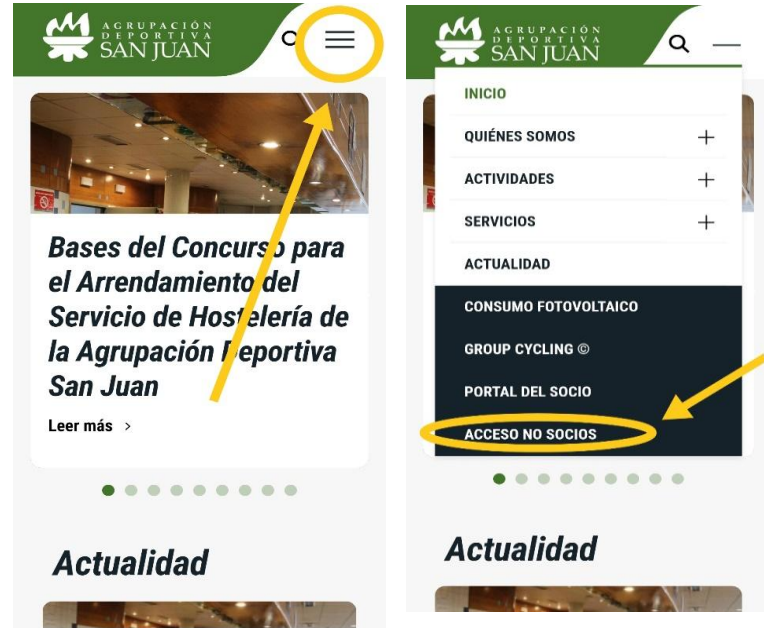 AGRUPACIÓN
DEPORTIVA
SAN JUAN
Bases del Concurso para
el Arrendamiento del
Servicio de Hostelería de
la Agrupación Deportiva
San Juan
Leer más >
Actualidad
AGRUPACIÓN
DEPORTIVA
SAN JUAN
INICIO
QUIÉNES SOMOS +
ACTIVIDADES +
SERVICIOS +
ACTUALIDAD
CONSUMO FOTOVOLTAICO
GROUP CYCLING ©
PORTAL DEL SOCIO
ACCESO NO SOCIOS
Actualidad